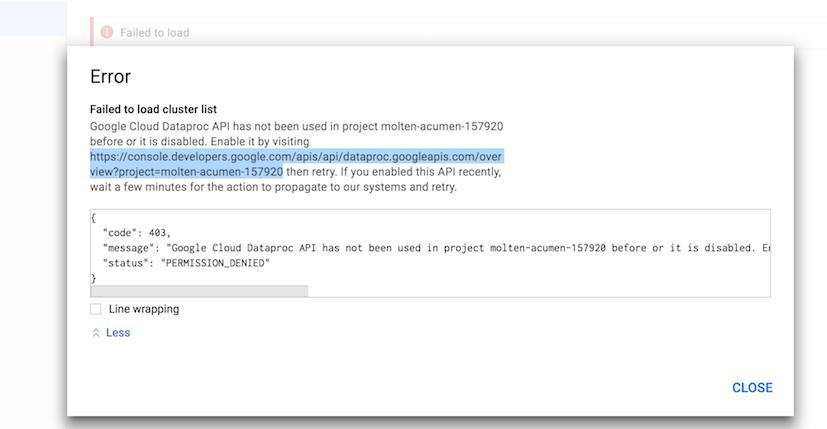 Failed to load
Error
Failed to load cluster list
Google Cloud Dataproc API has not been used in project molten-acumen-157920
before or it is disabled. Enable it by visiting
https://console.developers.google.com/apis/api/dataproc.googleapis.com/over
view?project=molten-acumen-157920 then retry. If you enabled this API recently,
wait a few minutes for the action to propagate to our systems and retry.
{
"code": 403,
"message": "Google Cloud Dataproc API has not been used in project molten-acumen-157920 before or it is disabled.
"status": "PERMISSION_DENIED"
}
Line wrapping
Less
CLOSE